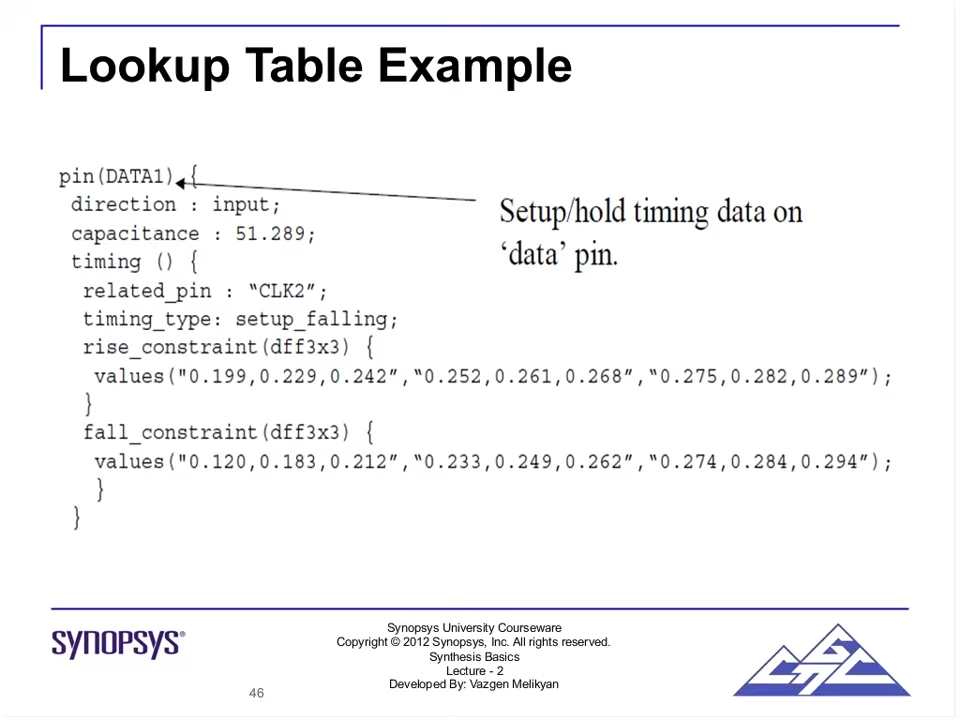 Lookup Table Example
pin(DATA1) {
direction : input;
capacitance : 51.289;
timing () {
related_pin : “CLK2”;
timing_type: setup_falling;
rise_constraint(dff3x3) {
values("0.199,0.229,0.242”,“0.252,0.261,0.268”,“0.275,0.282,0.289”);
}
fall_constraint(dff3x3) {
values("0.120,0.183,0.212”,“0.233,0.249,0.262”,“0.274,0.284,0.294”);
}
}
Setup/hold timing data on
‘data’ pin.
SYNOPSYS®
Synopsys University Courseware
Copyright © 2012 Synopsys, Inc. All rights reserved.
Synthesis Basics
Lecture - 2
Developed By: Vazgen Melikyan
46